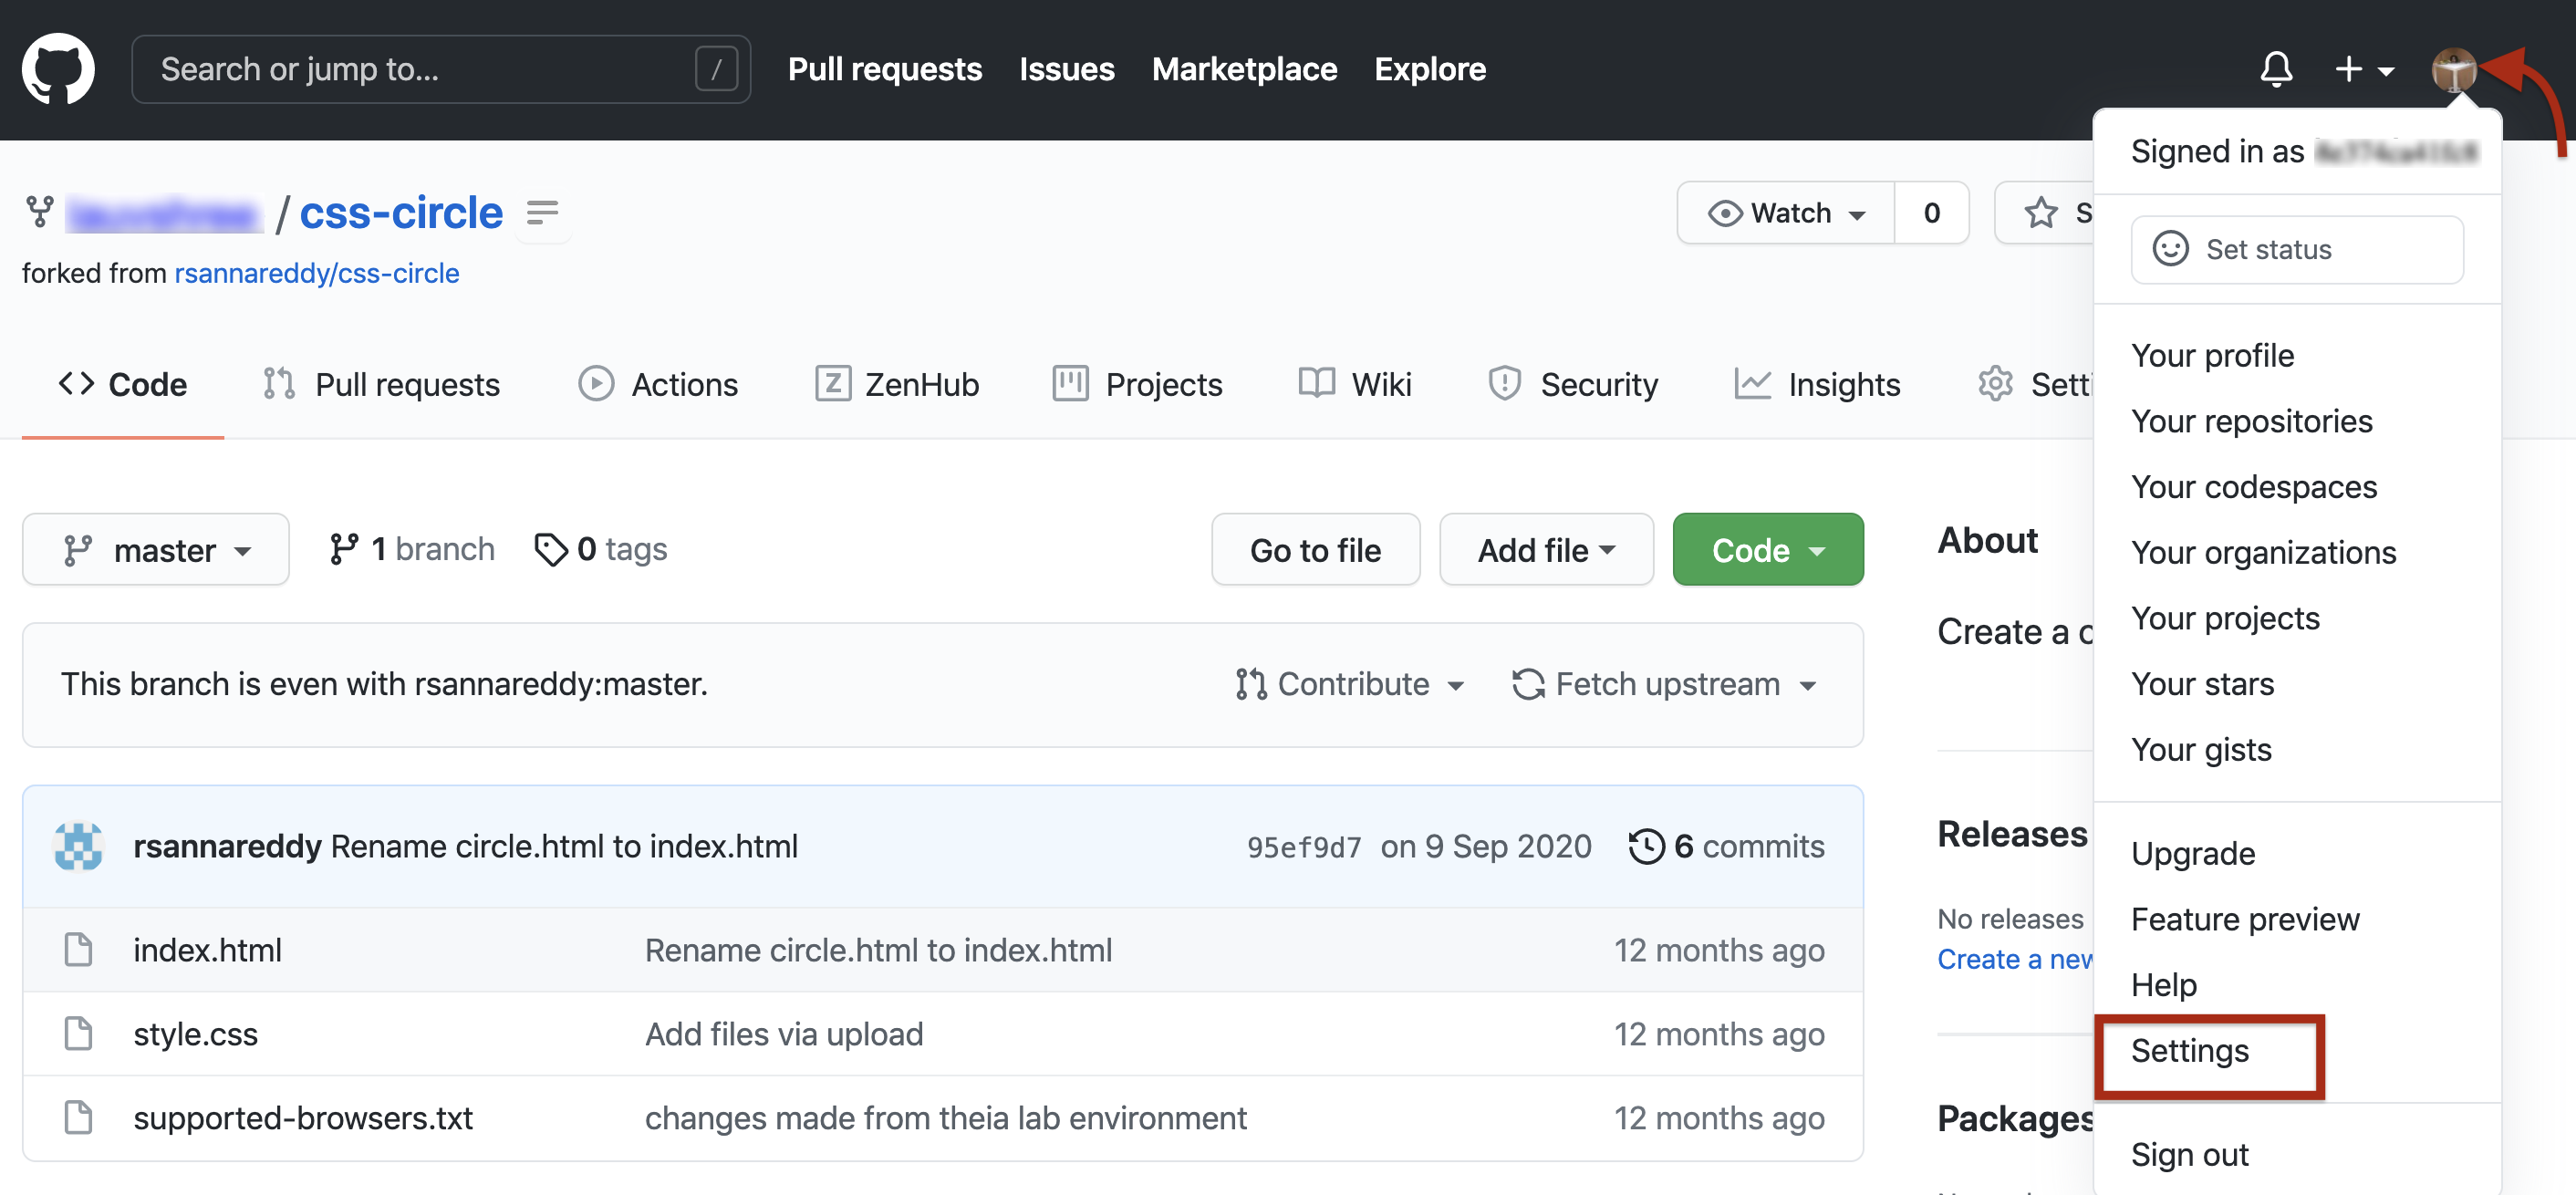 Search or jump to... /
Pull requests Issues Marketplace Explore
Signed in as
/ css-circle
Watch 0 S
forked from rsannareddy/css-circle
Set status
Code Pull requests Actions ZenHub Projects Wiki Security Insights Setti
Your profile
Your repositories
Your codespaces
Your organizations
Your projects
Your stars
Your gists
Upgrade
Feature preview
Help
Settings
Sign out
master 1 branch 0 tags Go to file Add file Code
This branch is even with rsannareddy:master. Contribute Fetch upstream
rsannareddy Rename circle.html to index.html 95ef9d7 on 9 Sep 2020 6 commits
index.html Rename circle.html to index.html 12 months ago
style.css Add files via upload 12 months ago
supported-browsers.txt changes made from theia lab environment 12 months ago
About
Create a c
Releases
No releases
Create a new
Packages